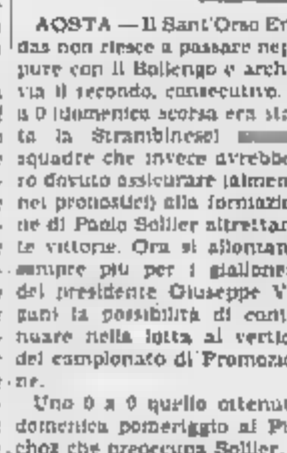 AOSTA — Il Sant'Orso Er
das non riesce a passare nep
pure con il Bollengo e archi
via il secondo, consecutivo,
a 0 (domenica scorsa era sta
ta la Strambinese)
squadre che invece avrebbe
ro dovuto assicurare (almen
nei pronostici) alla formazio
ne di Paolo Sollier altrettan
te vittorie. Ora si allontan
sempre più per i giallone
del presidente Giuseppe V
guni la possibilità di conti
nuare nella lotta al vertic
del campionato di Promozio
ne.
Uno 0 a 0 quello ottenut
domenica pomeriggio al Pu
choz che preoccupa Sollier.